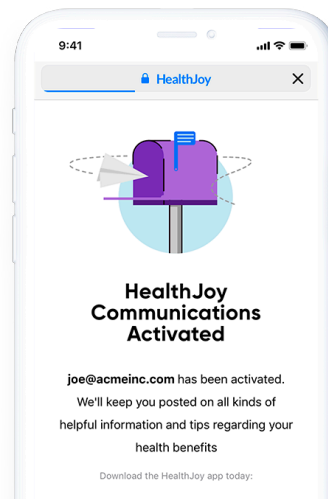 9:41
HealthJoy
HealthJoy
Communications
Activated
joe@acmeinc.com has been activated.
We'll keep you posted on all kinds of
helpful information and tips regarding your
health benefits
Download the HealthJoy app today: